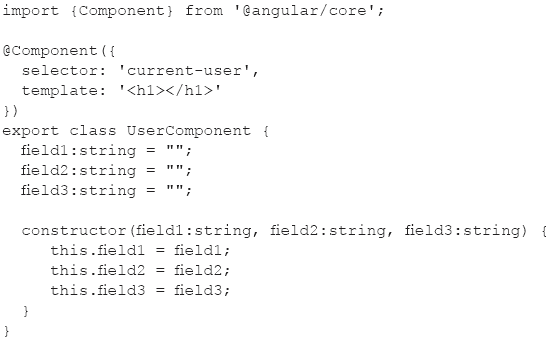 import {Component} from '@angular/core';

@Component({
  selector: 'current-user',
  template: '<h1></h1>'
})
export class UserComponent {
  field1:string = "";
  field2:string = "";
  field3:string = "";

  constructor(field1:string, field2:string, field3:string) {
     this.field1 = field1;
     this.field2 = field2;
     this.field3 = field3;
  }
}